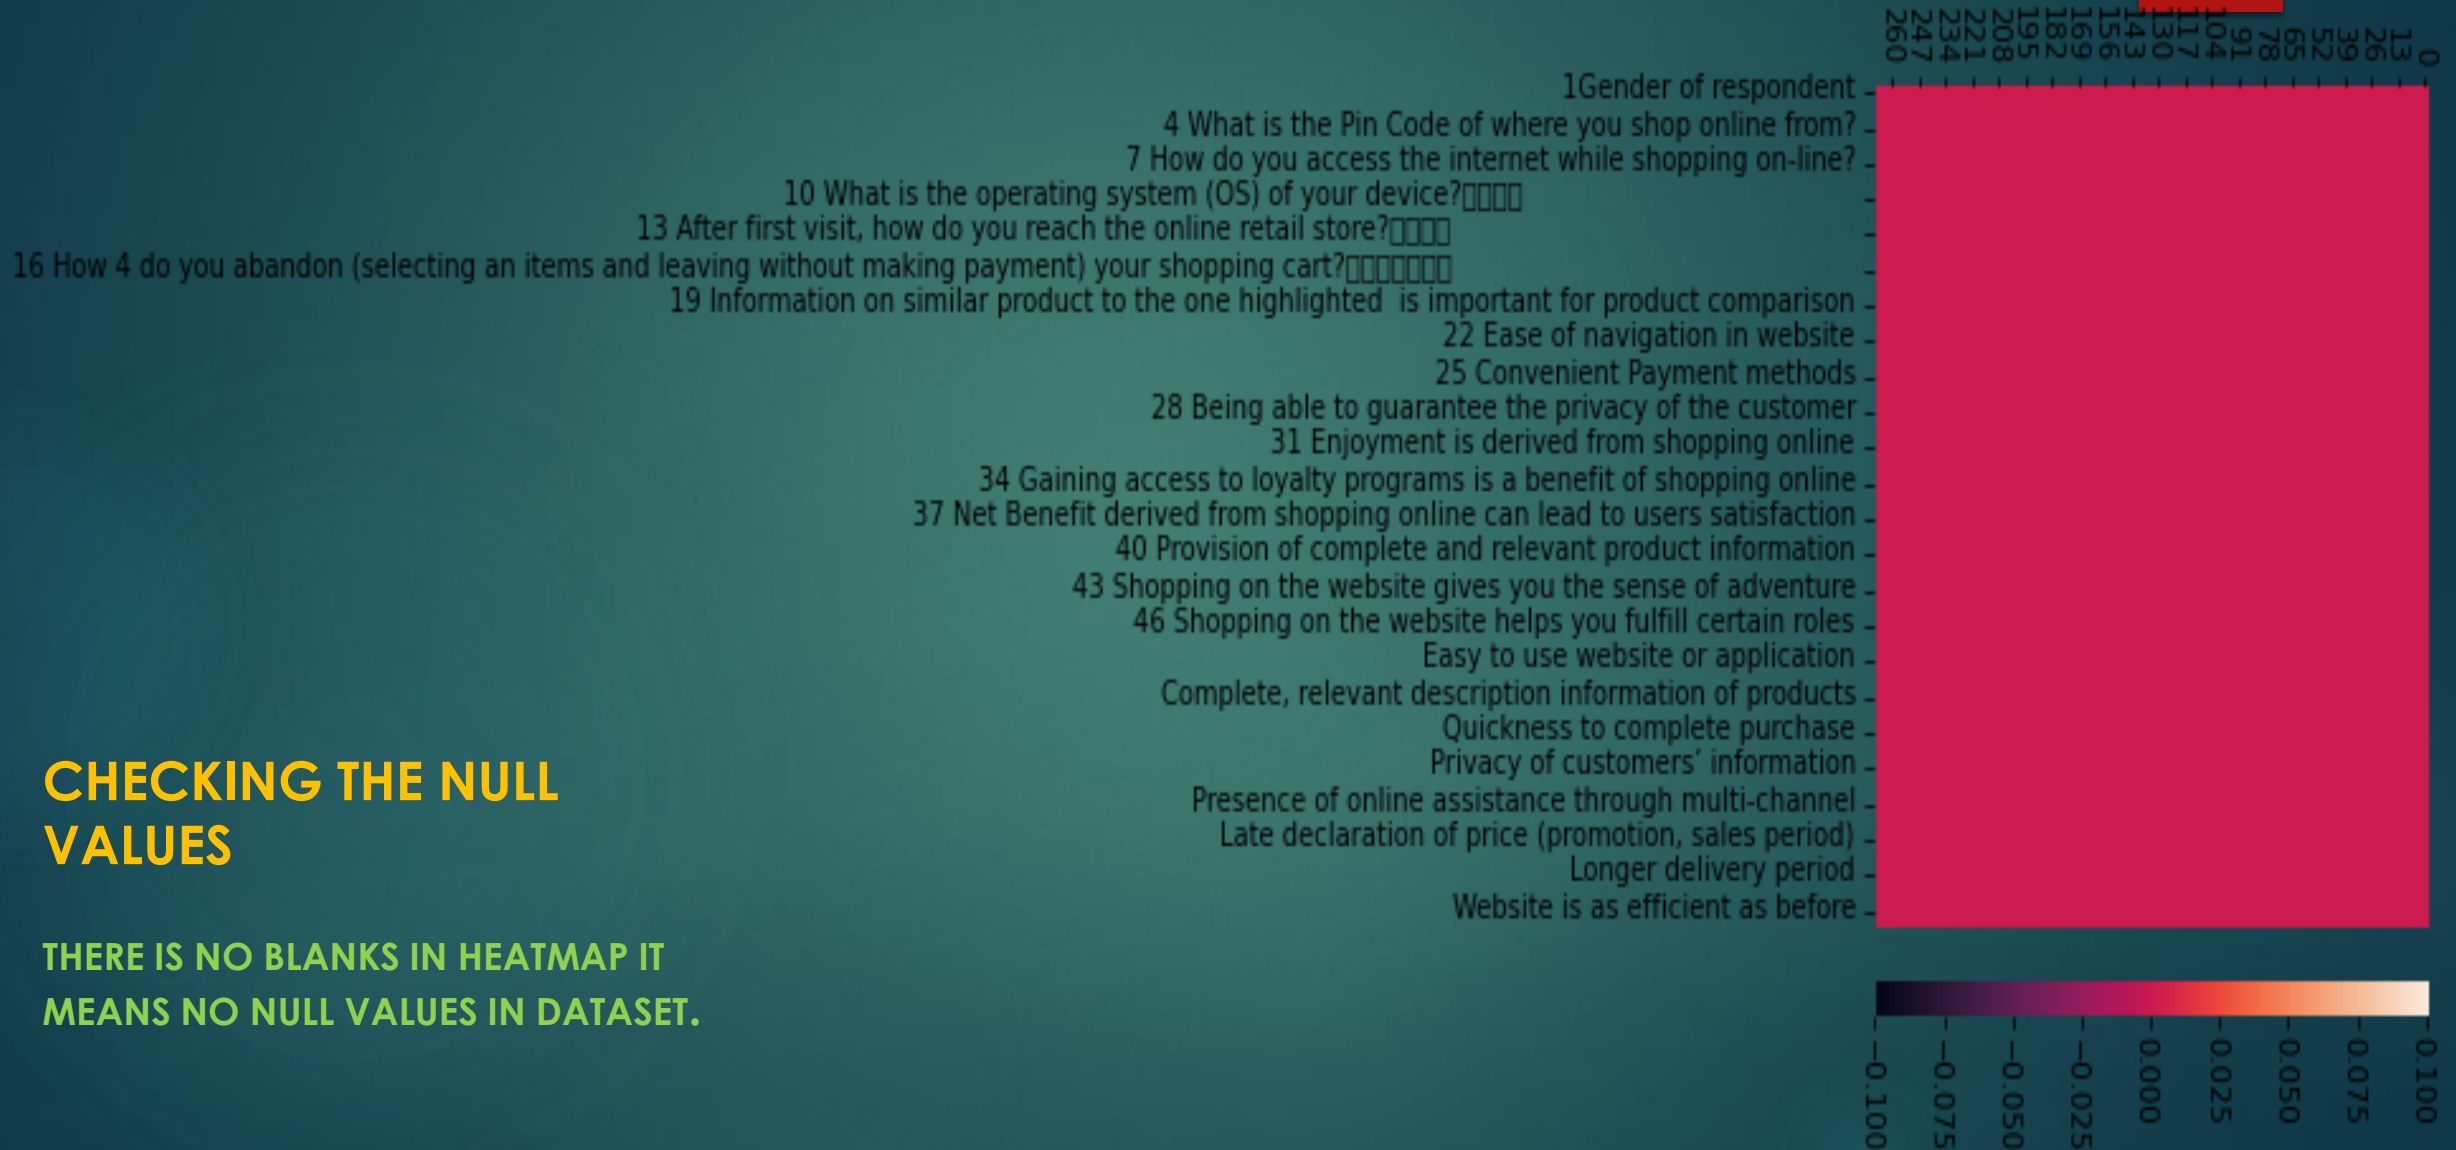 260 247 234 221 208 195 182 169 156 143 130 117 104 91 78 65 52 39 26 13 0
1Gender of respondent
4 What is the Pin Code of where you shop online from?
7 How do you access the internet while shopping on-line?
10 What is the operating system (OS) of your device?▯▯▯▯
13 After first visit, how do you reach the online retail store?▯▯▯▯
16 How 4 do you abandon (selecting an items and leaving without making payment) your shopping cart?▯▯▯▯▯▯▯
19 Information on similar product to the one highlighted  is important for product comparison
22 Ease of navigation in website
25 Convenient Payment methods
28 Being able to guarantee the privacy of the customer
31 Enjoyment is derived from shopping online
34 Gaining access to loyalty programs is a benefit of shopping online
37 Net Benefit derived from shopping online can lead to users satisfaction
40 Provision of complete and relevant product information
43 Shopping on the website gives you the sense of adventure
46 Shopping on the website helps you fulfill certain roles
Easy to use website or application
Complete, relevant description information of products
Quickness to complete purchase
Privacy of customers’ information
Presence of online assistance through multi-channel
Late declaration of price (promotion, sales period)
Longer delivery period
Website is as efficient as before
CHECKING THE NULL
VALUES
THERE IS NO BLANKS IN HEATMAP IT
MEANS NO NULL VALUES IN DATASET.
−0.100 −0.075 −0.050 −0.025 0.000 0.025 0.050 0.075 0.100